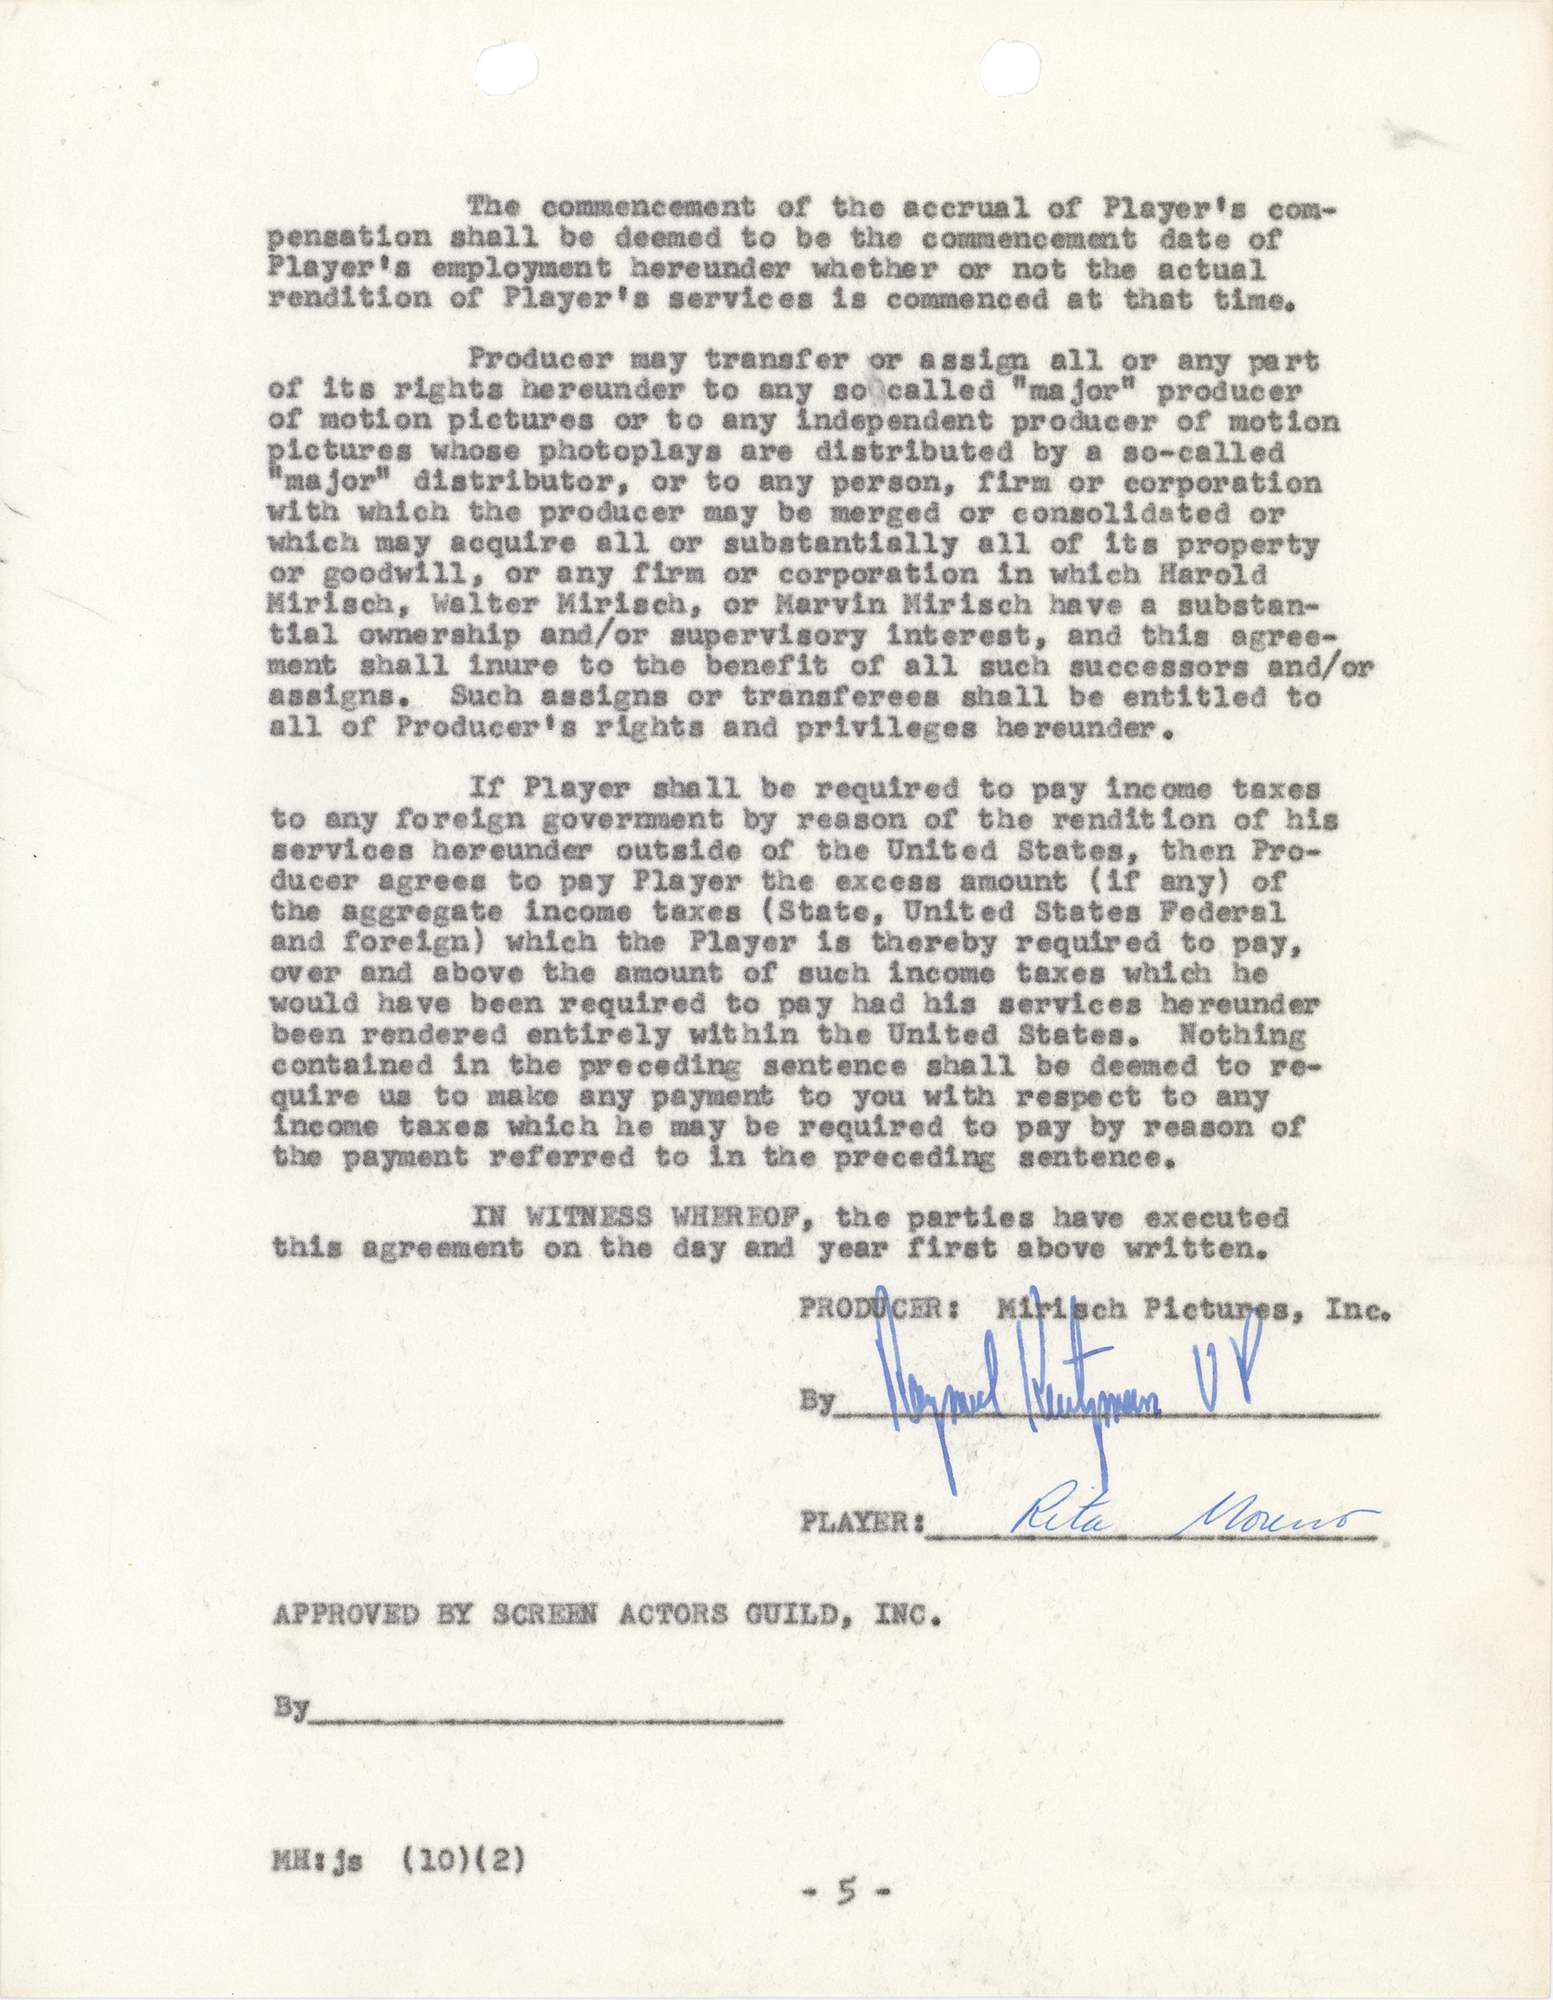 The commencement of the accrual of Player's com-
pensation shall be deemed to be the commencement date of
Player's employment hereunder whether or not the actual
rendition of Player's services is commenced at that time.
Producer may transfer or assign all or any part
of its rights hereunder to any so called "major" producer
of motion pictures or to any independent producer of motion
pictures whose photoplays are distributed by a so-called
"major" distributor, or to any person, firm or corporation
with which the producer may be merged or consolidated or
which may acquire all or substantially all of its property
or goodwill, or any firm or corporation in which Harold
Mirisch, Walter Mirisch, or Marvin Mirisch have a substan-
tial ownership and/or supervisory interest, and this agree-
ment shall inure to the benefit of all such successors and/or
assigns. Such assigns or transferees shall be entitled to
all of Producer's rights and privileges hereunder.
If Player shall be required to pay income taxes
to any foreign government by reason of the rendition of his
services hereunder outside of the United States, then Pro-
ducer agrees to pay Player the excess amount (if any) of
the aggregate income taxes (State, United States Federal
and foreign) which the Player is thereby required to pay,
over and above the amount of such income taxes which he
would have been required to pay had his services hereunder
been rendered entirely within the United States. Nothing
contained in the preceding sentence shall be deemed to re-
quire us to make any payment to you with respect to any
income taxes which he may be required to pay by reason of
the payment referred to in the preceding sentence.
IN WITNESS WHEREOF, the parties have executed
this agreement on the day and year first above written.
PRODUCER: Mirisch Pictures, Inc.
By Raymond Kurtzman VP
PLAYER: Rita Moreno
APPROVED BY SCREEN ACTORS GUILD, INC.
By
MH:js (10)(2)
- 5 -